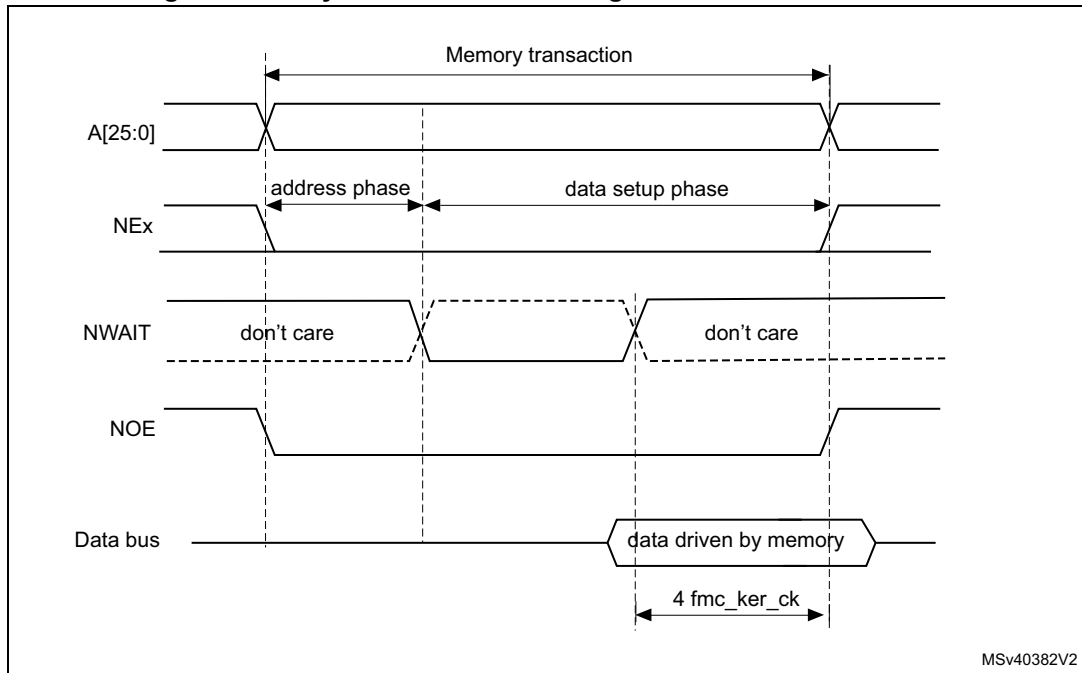 Memory transaction
A[25:0]
address phase
data setup phase
NEx
NWAIT
don't care
don't care
NOE
Data bus
data driven by memory
4 fmc_ker_ck
MSv40382V2